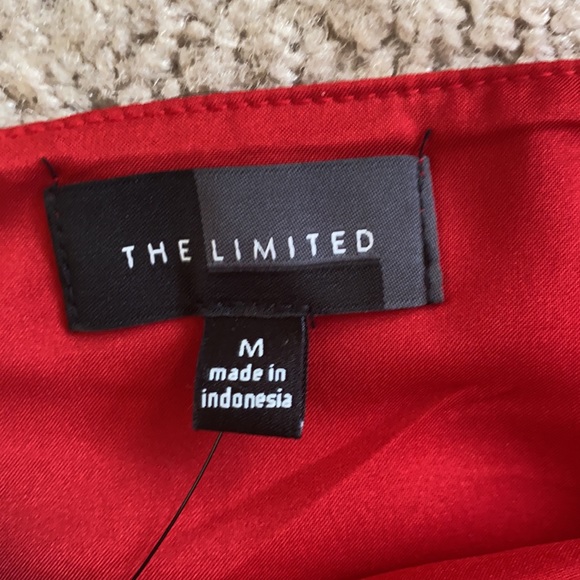 THE LIMITED
M
made in
indonesia